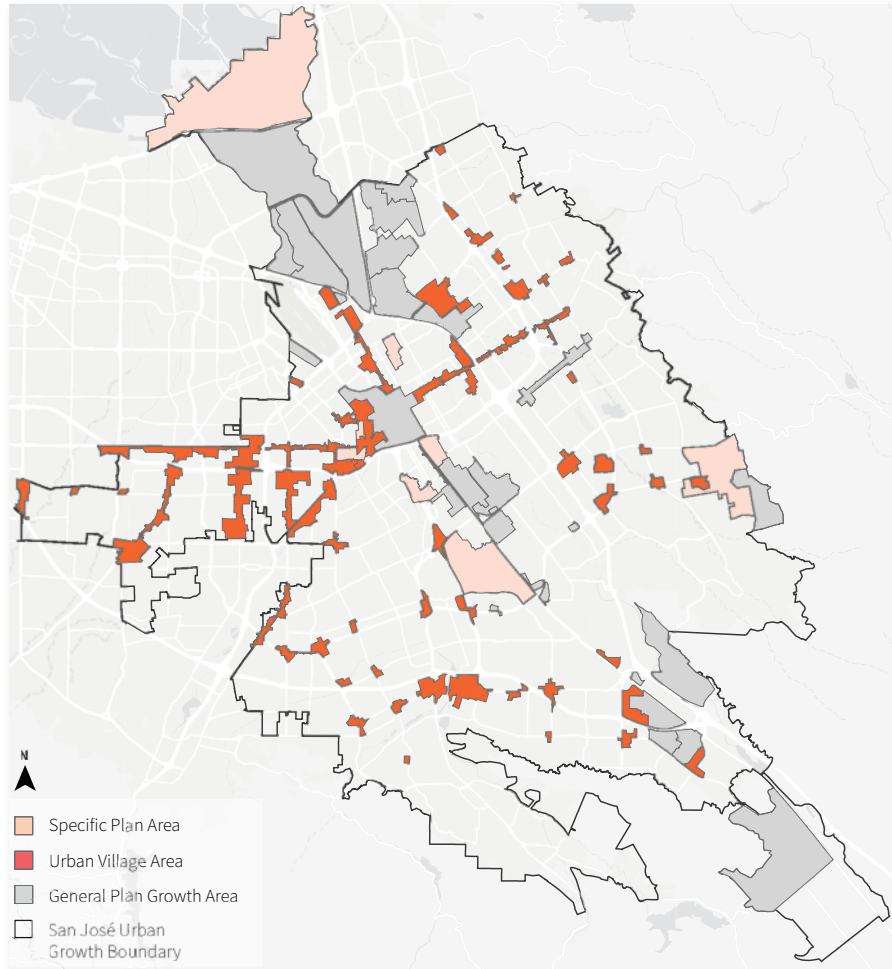 N
Specific Plan Area
Urban Village Area
General Plan Growth Area
San José Urban
Growth Boundary